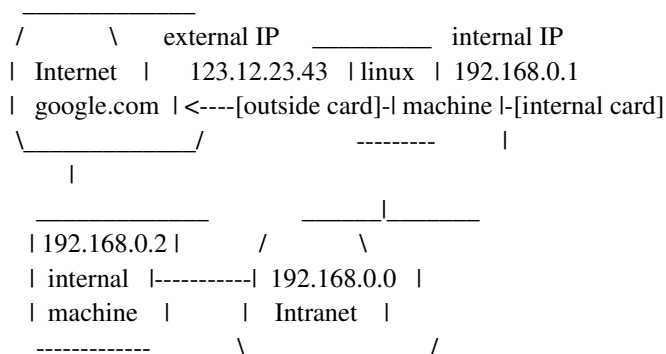 external IP internal IP
Internet 123.12.23.43 linux 192.168.0.1
google.com <----[outside card]-| machine |-[internal card]
192.168.0.2
internal 192.168.0.0
machine Intranet